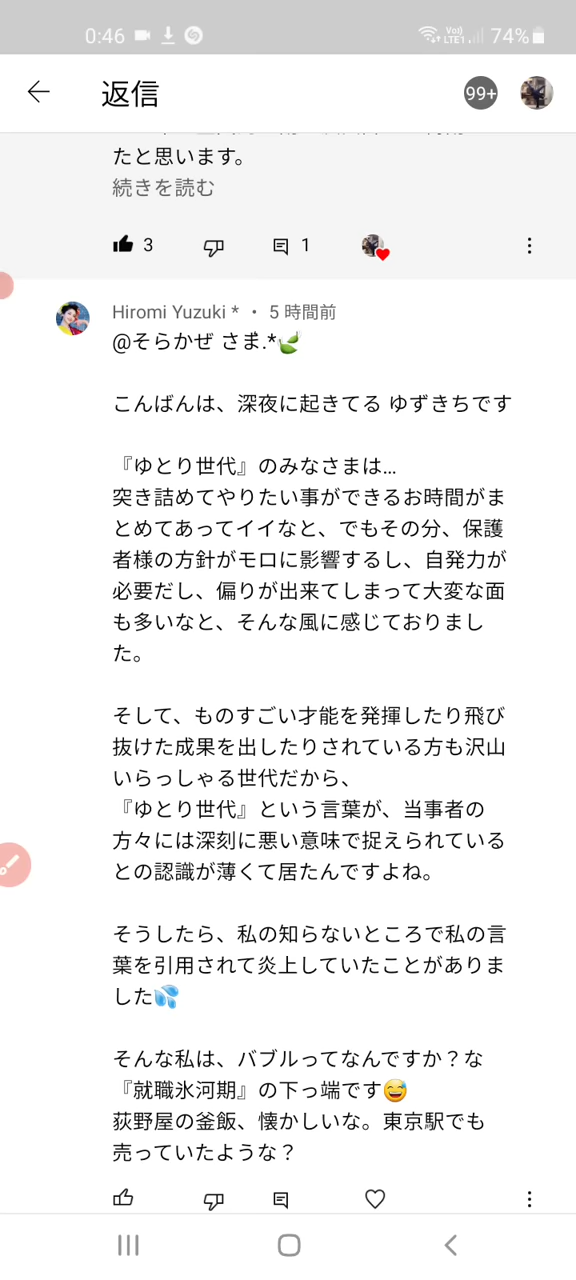 0:46
Vo)
LTE1
74%
返信
99+
たと思います。
続きを読む
3
1
Hiromi Yuzuki * ・ 5 時間前
@そらかぜ さま.*
こんばんは、深夜に起きてる ゆずきちです
『ゆとり世代』のみなさまは...
突き詰めてやりたい事ができるお時間がま
とめてあってイイなと、でもその分、保護
者様の方針がモロに影響するし、自発力が
必要だし、偏りが出来てしまって大変な面
も多いなと、そんな風に感じておりまし
た。
そして、ものすごい才能を発揮したり飛び
抜けた成果を出したりされている方も沢山
いらっしゃる世代だから、
『ゆとり世代』という言葉が、当事者の
方々には深刻に悪い意味で捉えられている
との認識が薄くて居たんですよね。
そうしたら、私の知らないところで私の言
葉を引用されて炎上していたことがありま
した💦
そんな私は、バブルってなんですか？な
『就職氷河期』の下っ端です😅
荻野屋の釜飯、懐かしいな。東京駅でも
売っていたような？